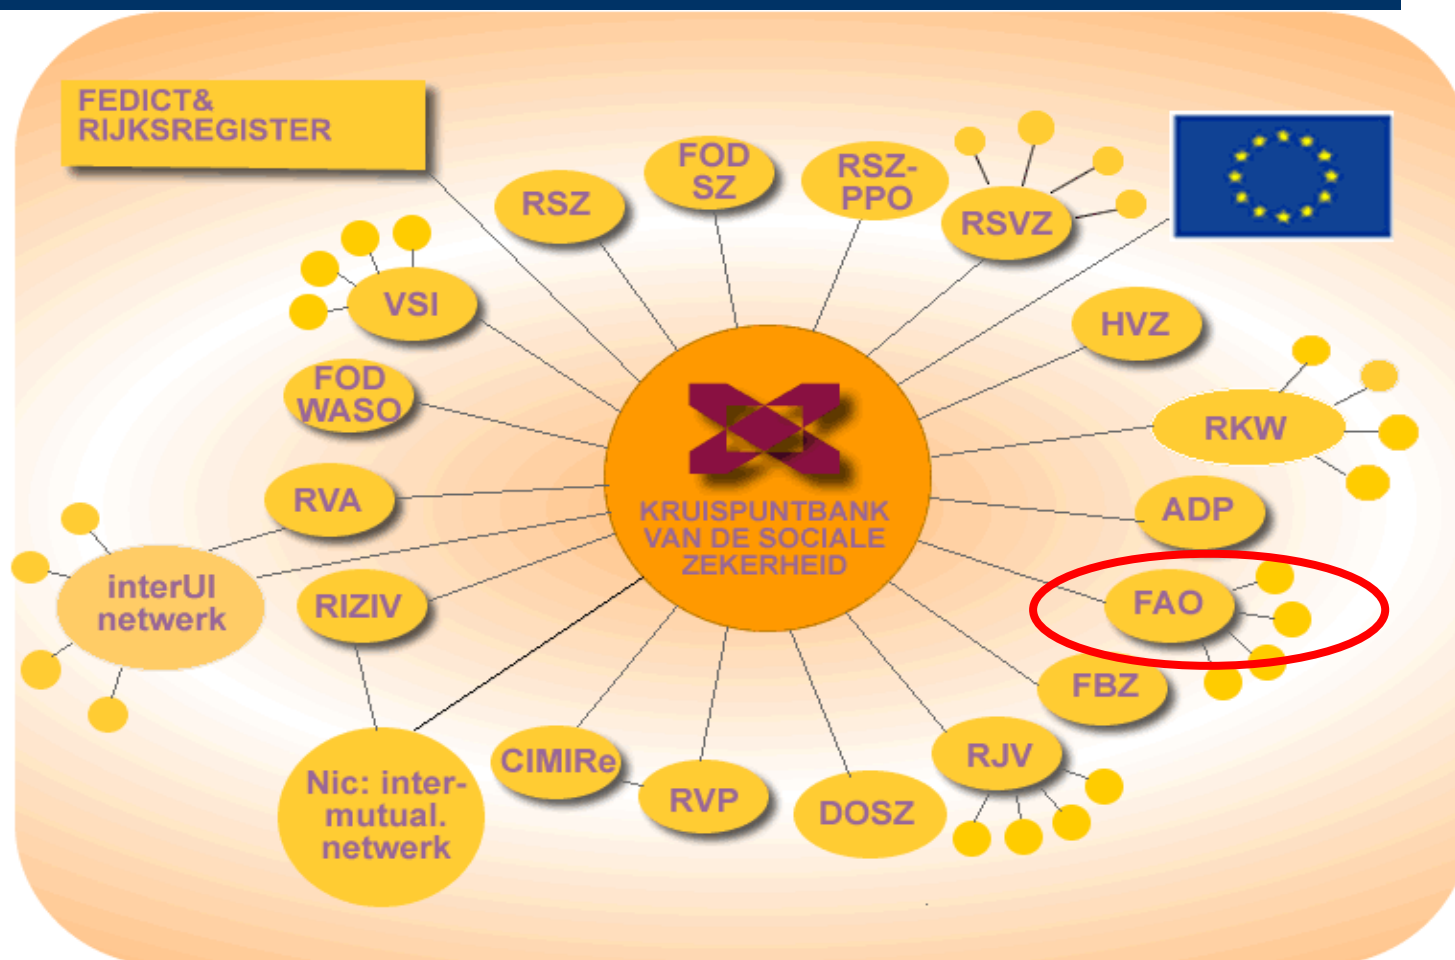 FEDICT&
RIJKSREGISTER
RSZ
FOD
SZ
RSZ-
PPO
RSVZ
VSI
HVZ
FOD
WASO
RKW
RVA
KRUISPUNTBANK
VAN DE SOCIALE
ZEKERHEID
ADP
interUI
netwerk
RIZIV
FAO
FBZ
Nic: inter-
mutual.
netwerk
CIMIRe
RVP
DOSZ
RJV